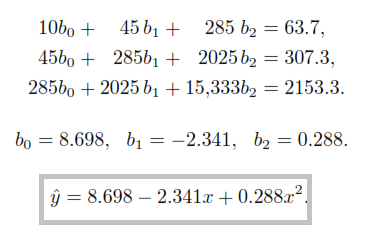 10b₀ + 45 b₁ + 285 b₂ = 63.7,
45b₀ + 285b₁ + 2025 b₂ = 307.3,
285b₀ + 2025 b₁ + 15,333b₂ = 2153.3.
b₀ = 8.698, b₁ = −2.341, b₂ = 0.288.
ŷ = 8.698 − 2.341x + 0.288x².